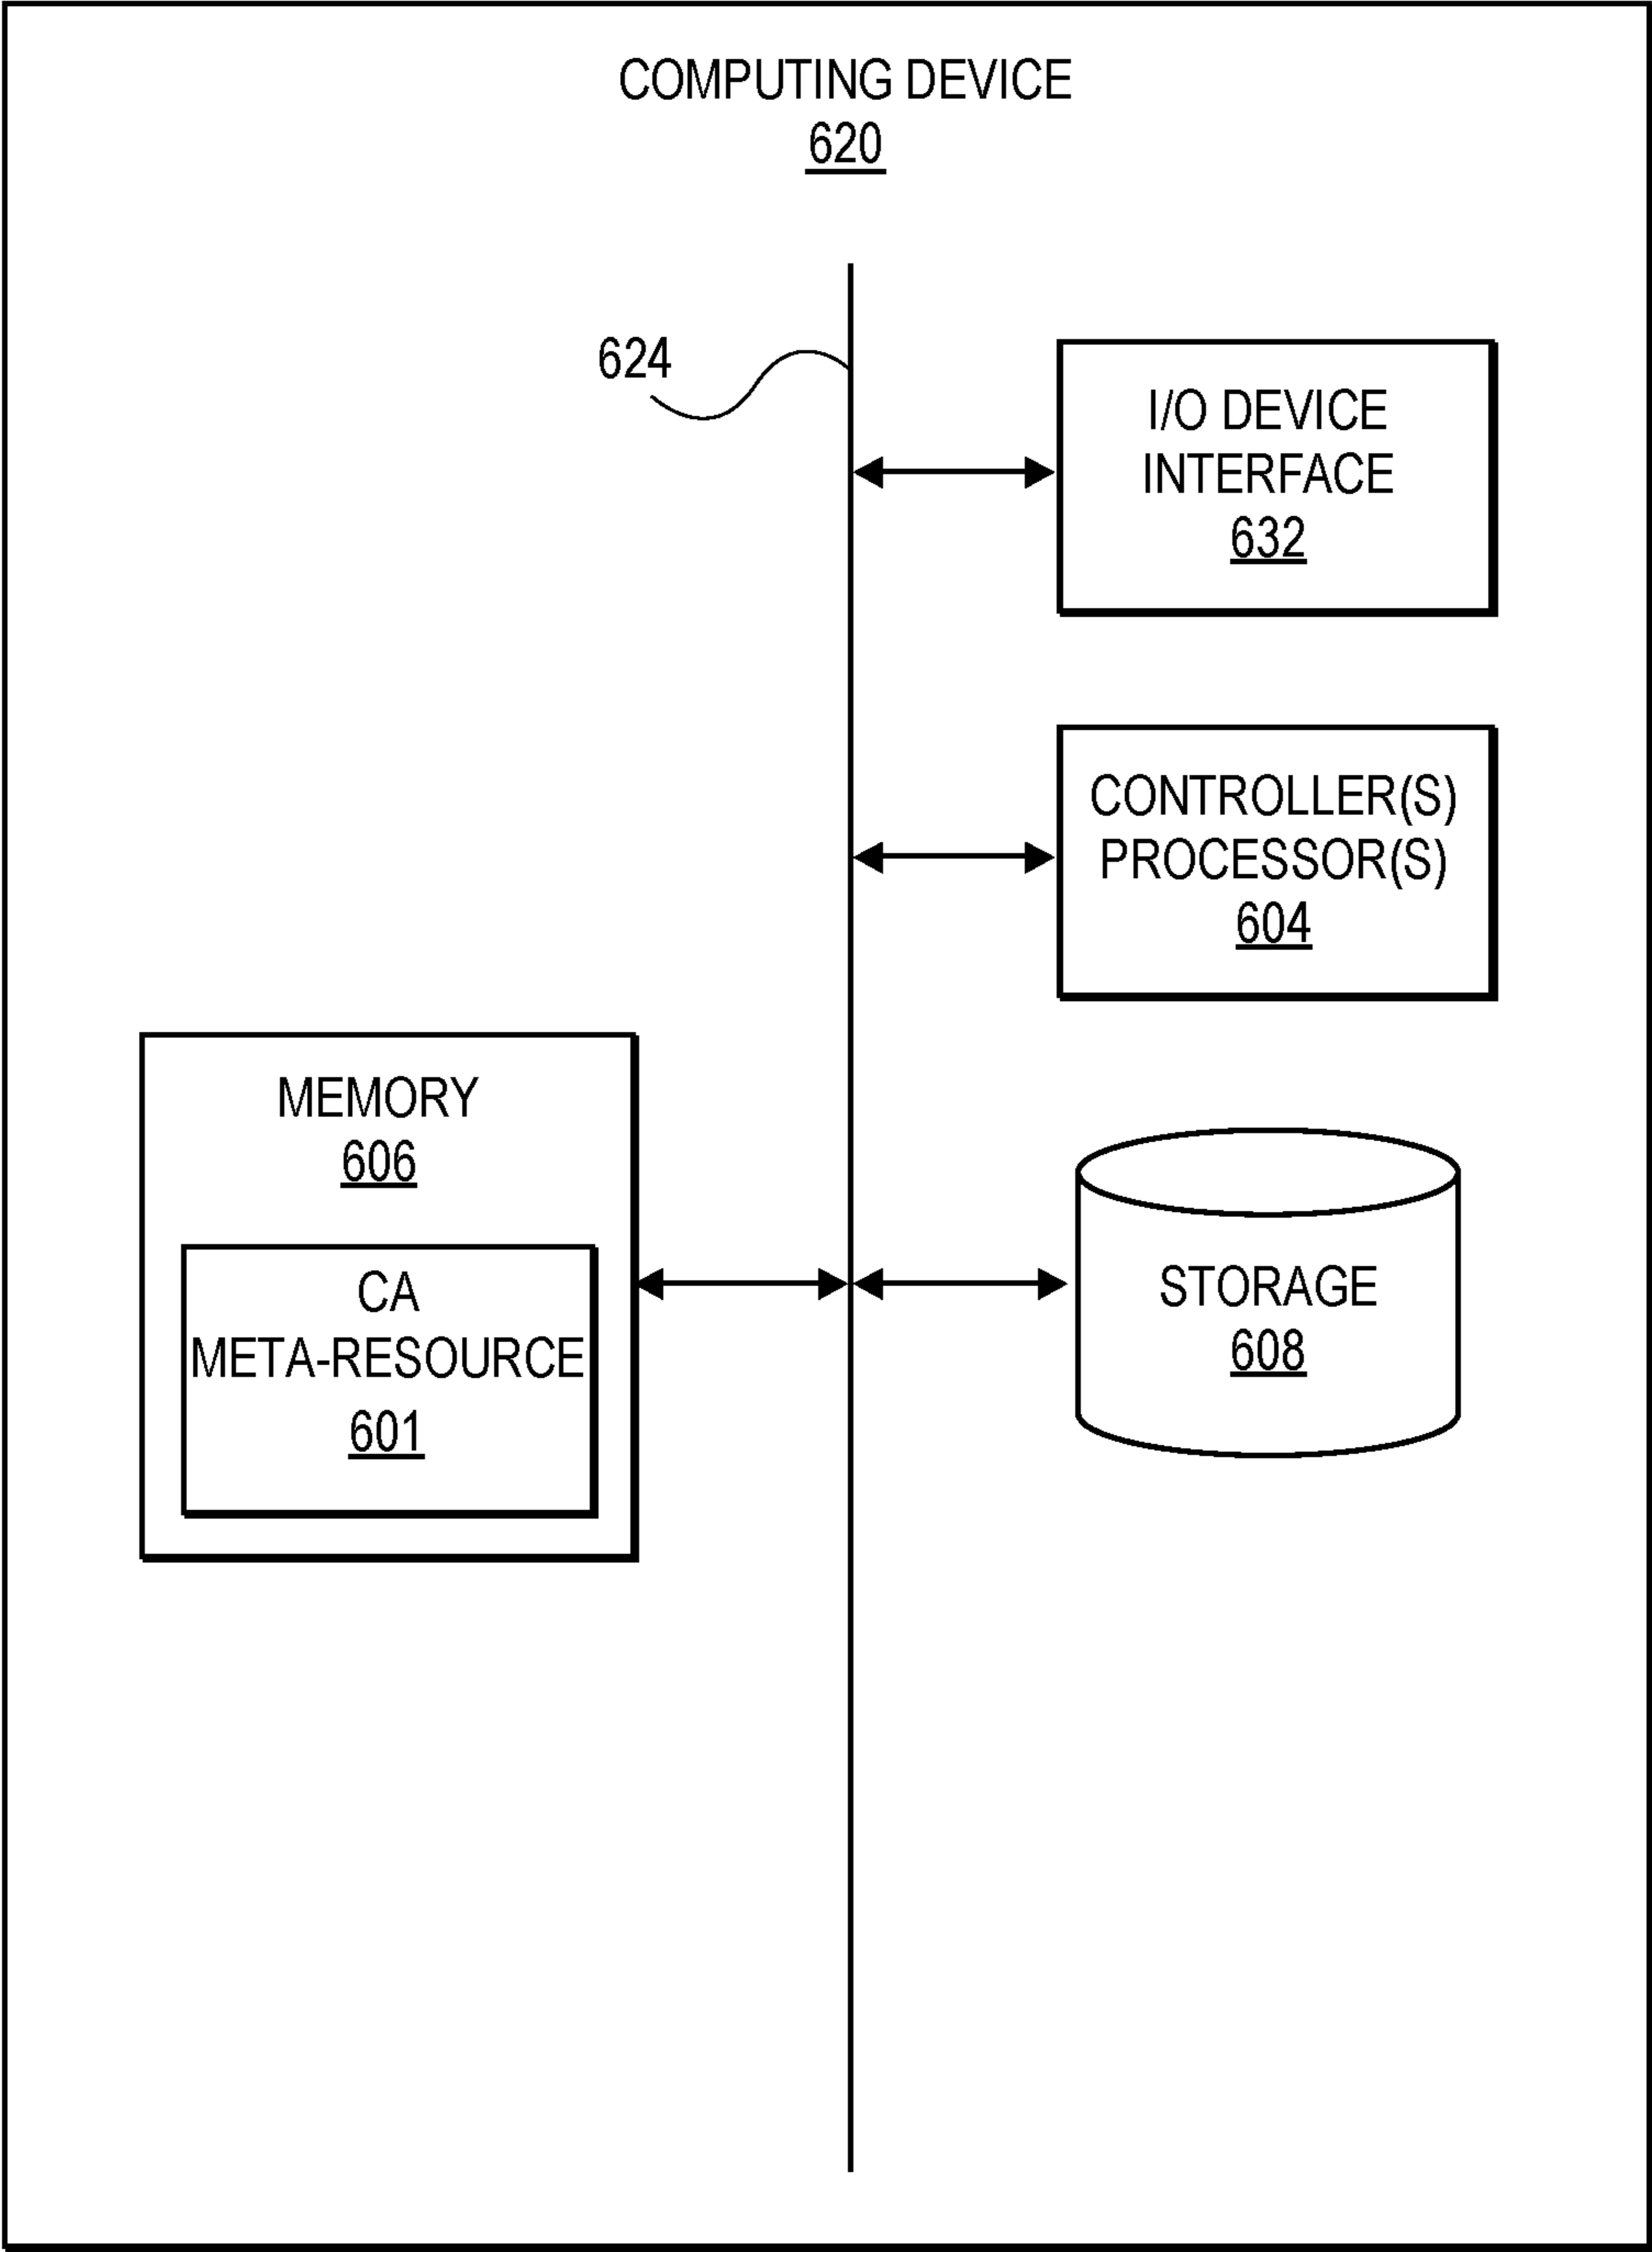 COMPUTING DEVICE
620
624
I/O DEVICE
INTERFACE
632
CONTROLLER(S)
PROCESSOR(S)
604
MEMORY
606
CA
META-RESOURCE
601
STORAGE
608